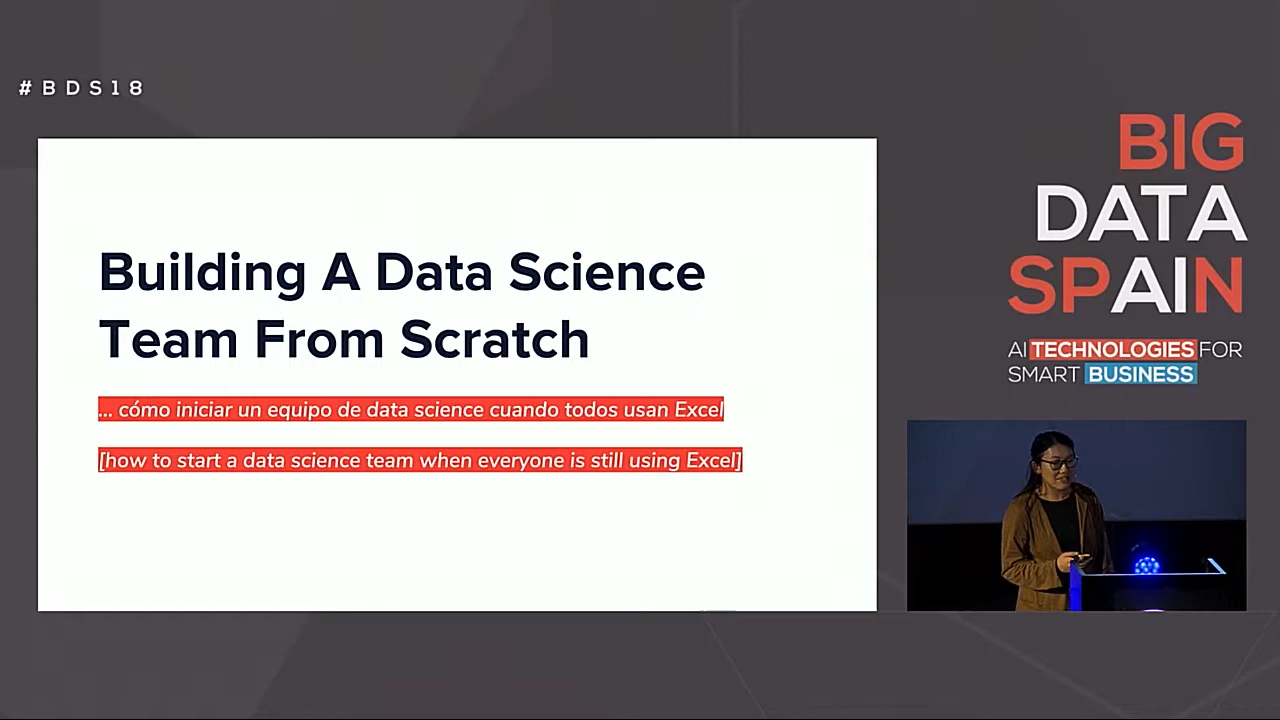 #BDS18
Building A Data Science
Team From Scratch
... cómo iniciar un equipo de data science cuando todos usan Excel
[how to start a data science team when everyone is still using Excel]
BIG
DATA
SPAIN
AI TECHNOLOGIES FOR
SMART BUSINESS